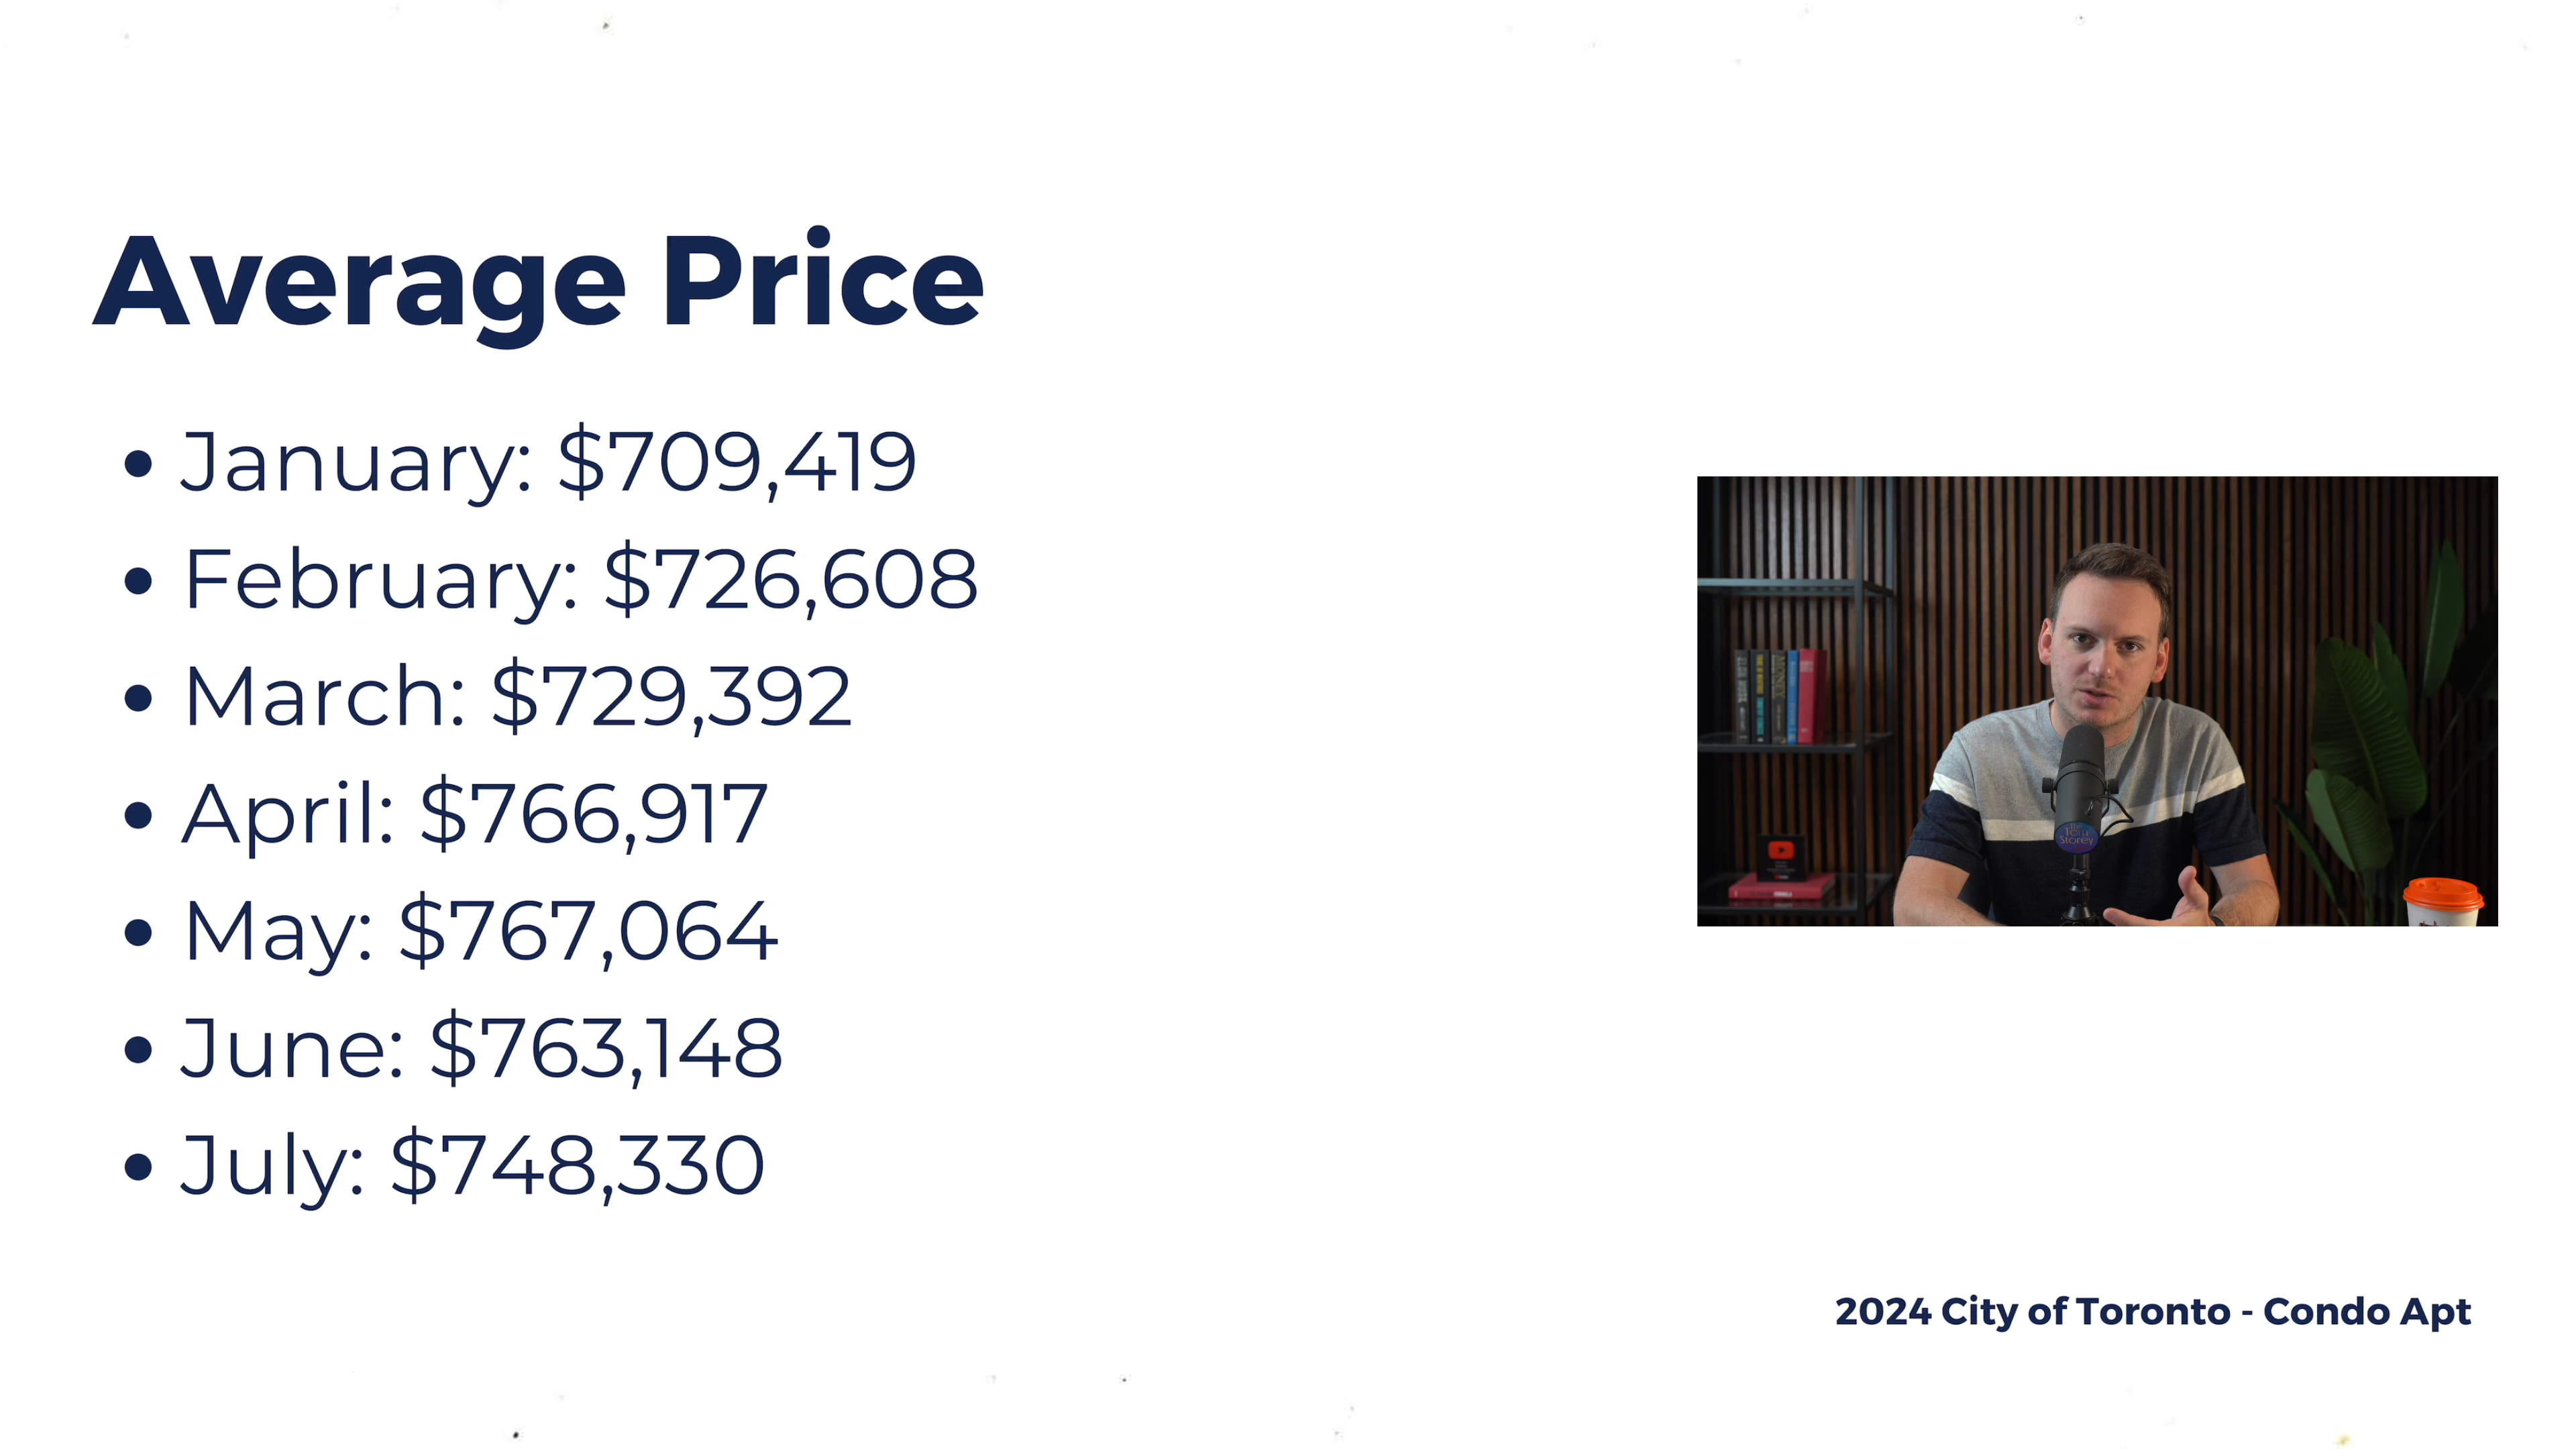 Average Price
• January: $709,419
• February: $726,608
• March: $729,392
• April: $766,917
• May: $767,064
• June: $763,148
• July: $748,330
Storey
2024 City of Toronto - Condo Apt